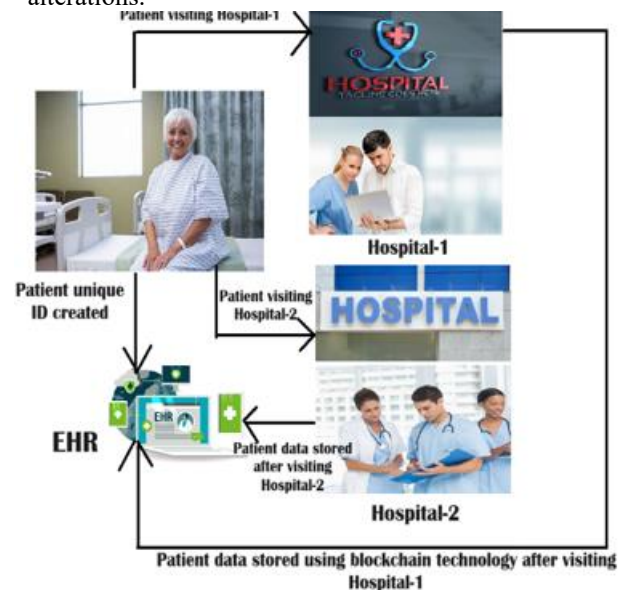 alterations.
Patient visiting Hospital-1
HOSPITAL
Hospital-1
Patient unique
ID created
Patient visiting
Hospital-2
HOSPITAL
EHR
EHR
Patient data stored
after visiting
Hospital-2
Hospital-2
Patient data stored using blockchain technology after visiting
Hospital-1